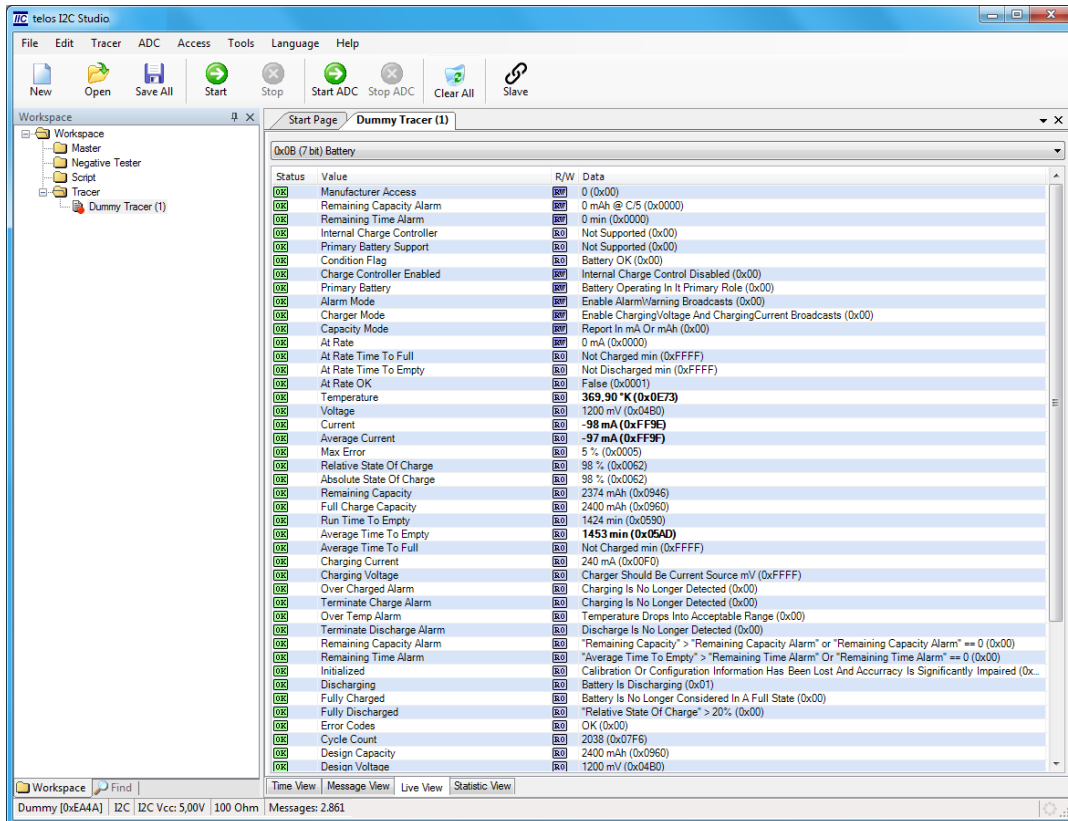 telos I2C Studio
File Edit Tracer ADC Access Tools Language Help
New Open Save All Start Stop Start ADC Stop ADC Clear All Slave
Workspace
Workspace
Master
Negative Tester
Script
Tracer
Dummy Tracer (1)
Start Page Dummy Tracer (1)
0x0B (7 bit) Battery
Status Value R/W Data
OK Manufacturer Access RW 0 (0x00)
OK Remaining Capacity Alarm RW 0 mAh @ C/5 (0x0000)
OK Remaining Time Alarm RW 0 min (0x0000)
OK Internal Charge Controller RO Not Supported (0x00)
OK Primary Battery Support RO Not Supported (0x00)
OK Condition Flag RO Battery OK (0x00)
OK Charge Controller Enabled RW Internal Charge Control Disabled (0x00)
OK Primary Battery RW Battery Operating In It Primary Role (0x00)
OK Alarm Mode RW Enable AlarmWarning Broadcasts (0x00)
OK Charger Mode RW Enable ChargingVoltage And ChargingCurrent Broadcasts (0x00)
OK Capacity Mode RW Report In mA Or mAh (0x00)
OK At Rate RW 0 mA (0x0000)
OK At Rate Time To Full RO Not Charged min (0xFFFF)
OK At Rate Time To Empty RO Not Discharged min (0xFFFF)
OK At Rate OK RO False (0x0001)
OK Temperature RO 369,90 °K (0x0E73)
OK Voltage RO 1200 mV (0x04B0)
OK Current RO -98 mA (0xFF9E)
OK Average Current RO -97 mA (0xFF9F)
OK Max Error RO 5 % (0x0005)
OK Relative State Of Charge RO 98 % (0x0062)
OK Absolute State Of Charge RO 98 % (0x0062)
OK Remaining Capacity RO 2374 mAh (0x0946)
OK Full Charge Capacity RO 2400 mAh (0x0960)
OK Run Time To Empty RO 1424 min (0x0590)
OK Average Time To Empty RO 1453 min (0x05AD)
OK Average Time To Full RO Not Charged min (0xFFFF)
OK Charging Current RO 240 mA (0x00F0)
OK Charging Voltage RO Charger Should Be Current Source mV (0xFFFF)
OK Over Charged Alarm RO Charging Is No Longer Detected (0x00)
OK Terminate Charge Alarm RO Charging Is No Longer Detected (0x00)
OK Over Temp Alarm RO Temperature Drops Into Acceptable Range (0x00)
OK Terminate Discharge Alarm RO Discharge Is No Longer Detected (0x00)
OK Remaining Capacity Alarm RO "Remaining Capacity" > "Remaining Capacity Alarm" or "Remaining Capacity Alarm" == 0 (0x00)
OK Remaining Time Alarm RO "Average Time To Empty" > "Remaining Time Alarm" Or "Remaining Time Alarm" == 0 (0x00)
OK Initialized RO Calibration Or Configuration Information Has Been Lost And Accurracy Is Significantly Impaired (0x...
OK Discharging RO Battery Is Discharging (0x01)
OK Fully Charged RO Battery Is No Longer Considered In A Full State (0x00)
OK Fully Discharged RO "Relative State Of Charge" > 20% (0x00)
OK Error Codes RO OK (0x00)
OK Cycle Count RO 2038 (0x07F6)
OK Design Capacity RO 2400 mAh (0x0960)
OK Design Voltage RO 1200 mV (0x04B0)
Workspace Find Time View Message View Live View Statistic View
Dummy [0xEA4A] I2C I2C Vcc: 5,00V 100 Ohm Messages: 2.861